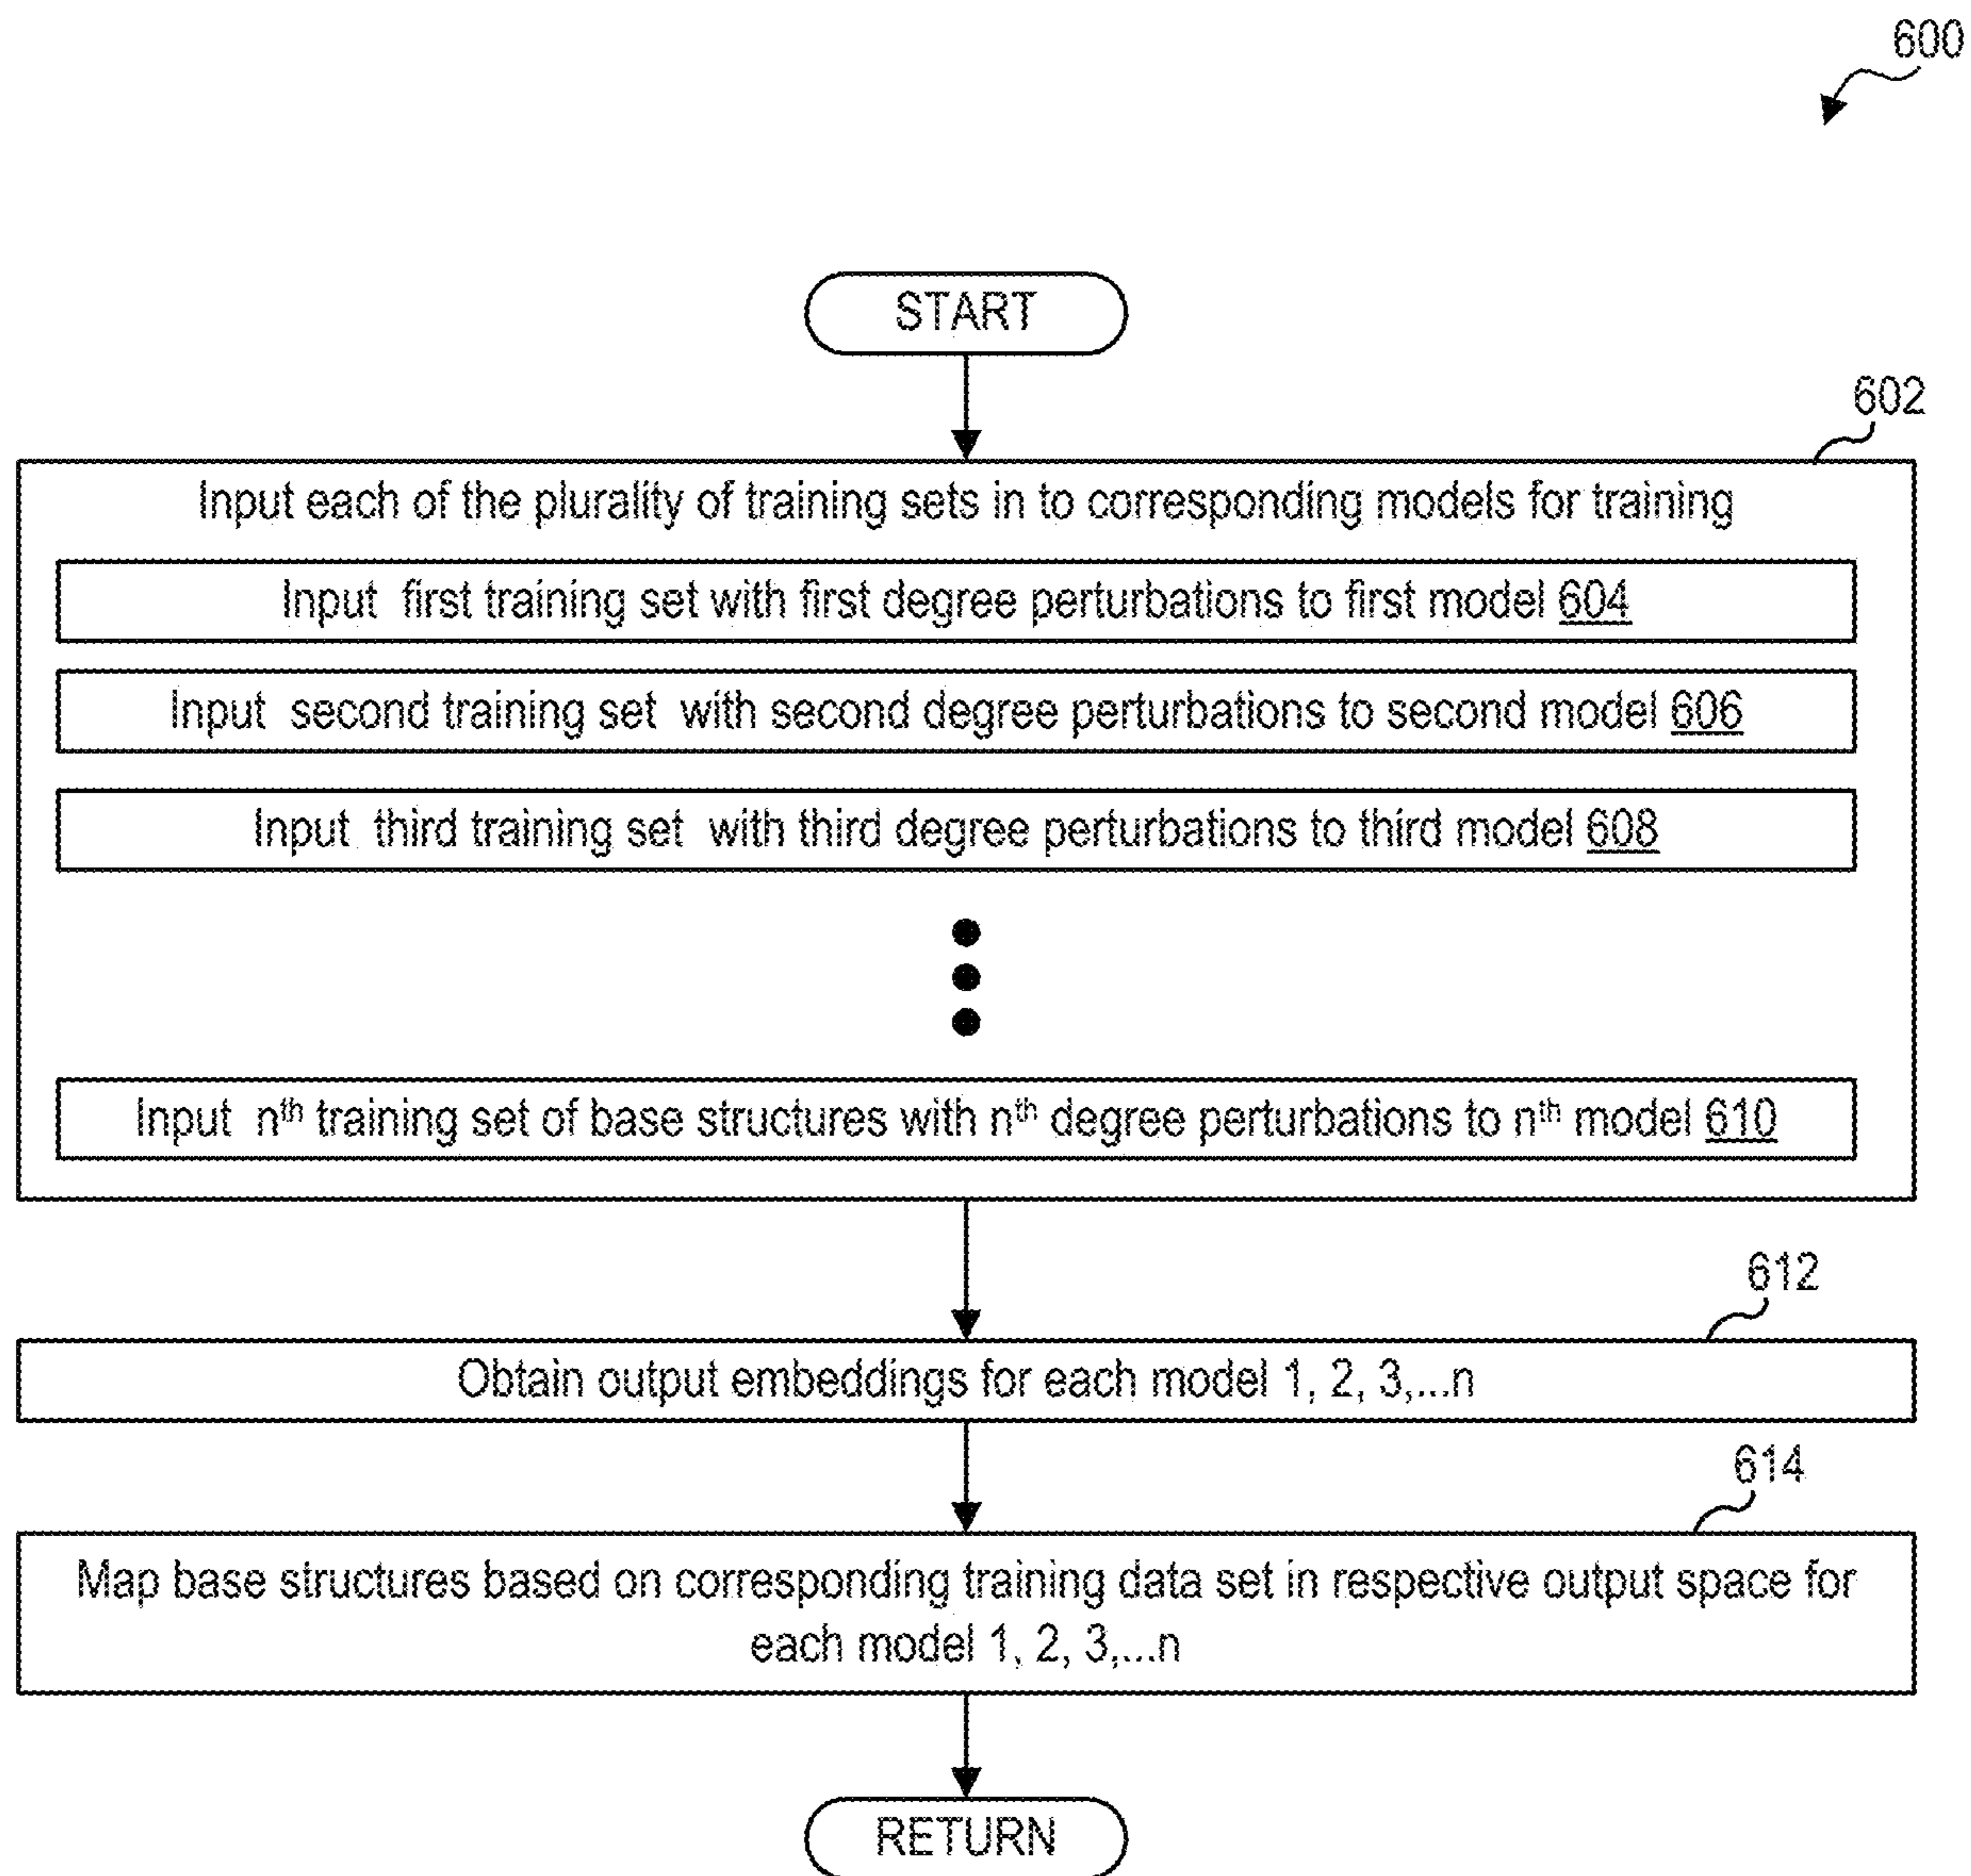 600
START
602
Input each of the plurality of training sets in to corresponding models for training
Input first training set with first degree perturbations to first model 604
Input second training set with second degree perturbations to second model 606
Input third training set with third degree perturbations to third model 608
Input nth training set of base structures with nth degree perturbations to nth model 610
612
Obtain output embeddings for each model 1, 2, 3,...n
614
Map base structures based on corresponding training data set in respective output space for
each model 1, 2, 3,...n
RETURN